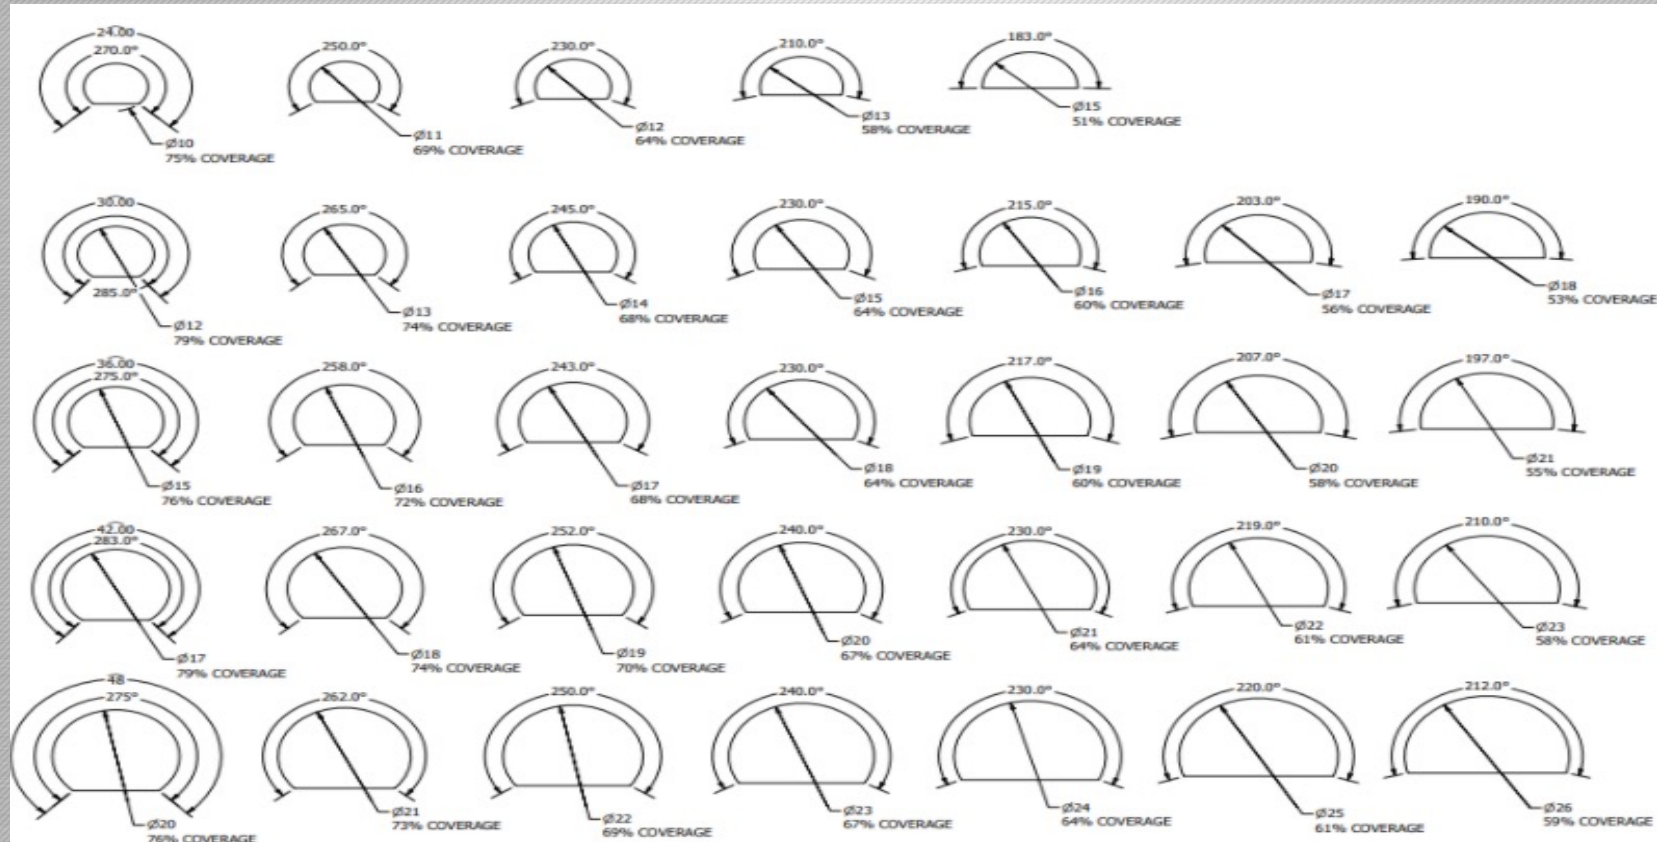 24.00
270.0°
Ø10
75% COVERAGE
250.0°
Ø11
69% COVERAGE
230.0°
Ø12
64% COVERAGE
210.0°
Ø13
58% COVERAGE
183.0°
Ø15
51% COVERAGE
30.00
285.0°
Ø12
79% COVERAGE
265.0°
Ø13
74% COVERAGE
245.0°
Ø14
68% COVERAGE
230.0°
Ø15
64% COVERAGE
215.0°
Ø16
60% COVERAGE
203.0°
Ø17
56% COVERAGE
190.0°
Ø18
53% COVERAGE
36.00
275.0°
Ø15
76% COVERAGE
258.0°
Ø16
72% COVERAGE
243.0°
Ø17
68% COVERAGE
230.0°
Ø18
64% COVERAGE
217.0°
Ø19
60% COVERAGE
207.0°
Ø20
58% COVERAGE
197.0°
Ø21
55% COVERAGE
42.00
283.0°
Ø17
79% COVERAGE
267.0°
Ø18
74% COVERAGE
252.0°
Ø19
70% COVERAGE
240.0°
Ø20
67% COVERAGE
230.0°
Ø21
64% COVERAGE
219.0°
Ø22
61% COVERAGE
210.0°
Ø23
58% COVERAGE
48
275°
Ø20
76% COVERAGE
262.0°
Ø21
73% COVERAGE
250.0°
Ø22
69% COVERAGE
240.0°
Ø23
67% COVERAGE
230.0°
Ø24
64% COVERAGE
220.0°
Ø25
61% COVERAGE
212.0°
Ø26
59% COVERAGE